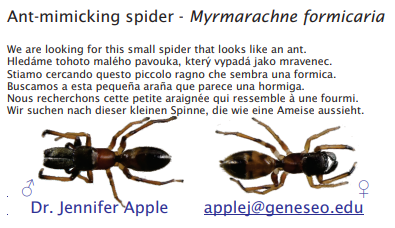 Ant-mimicking spider - Myrmarachne formicaria
We are looking for this small spider that looks like an ant.
Hledáme tohoto malého pavouka, který vypadá jako mravenec.
Stiamo cercando questo piccolo ragno che sembra una formica.
Buscamos a esta pequeña araña que parece una hormiga.
Nous recherchons cette petite araignée qui ressemble à une fourmi.
Wir suchen nach dieser kleinen Spinne, die wie eine Ameise aussieht.
♂ ♀
Dr. Jennifer Apple applej@geneseo.edu